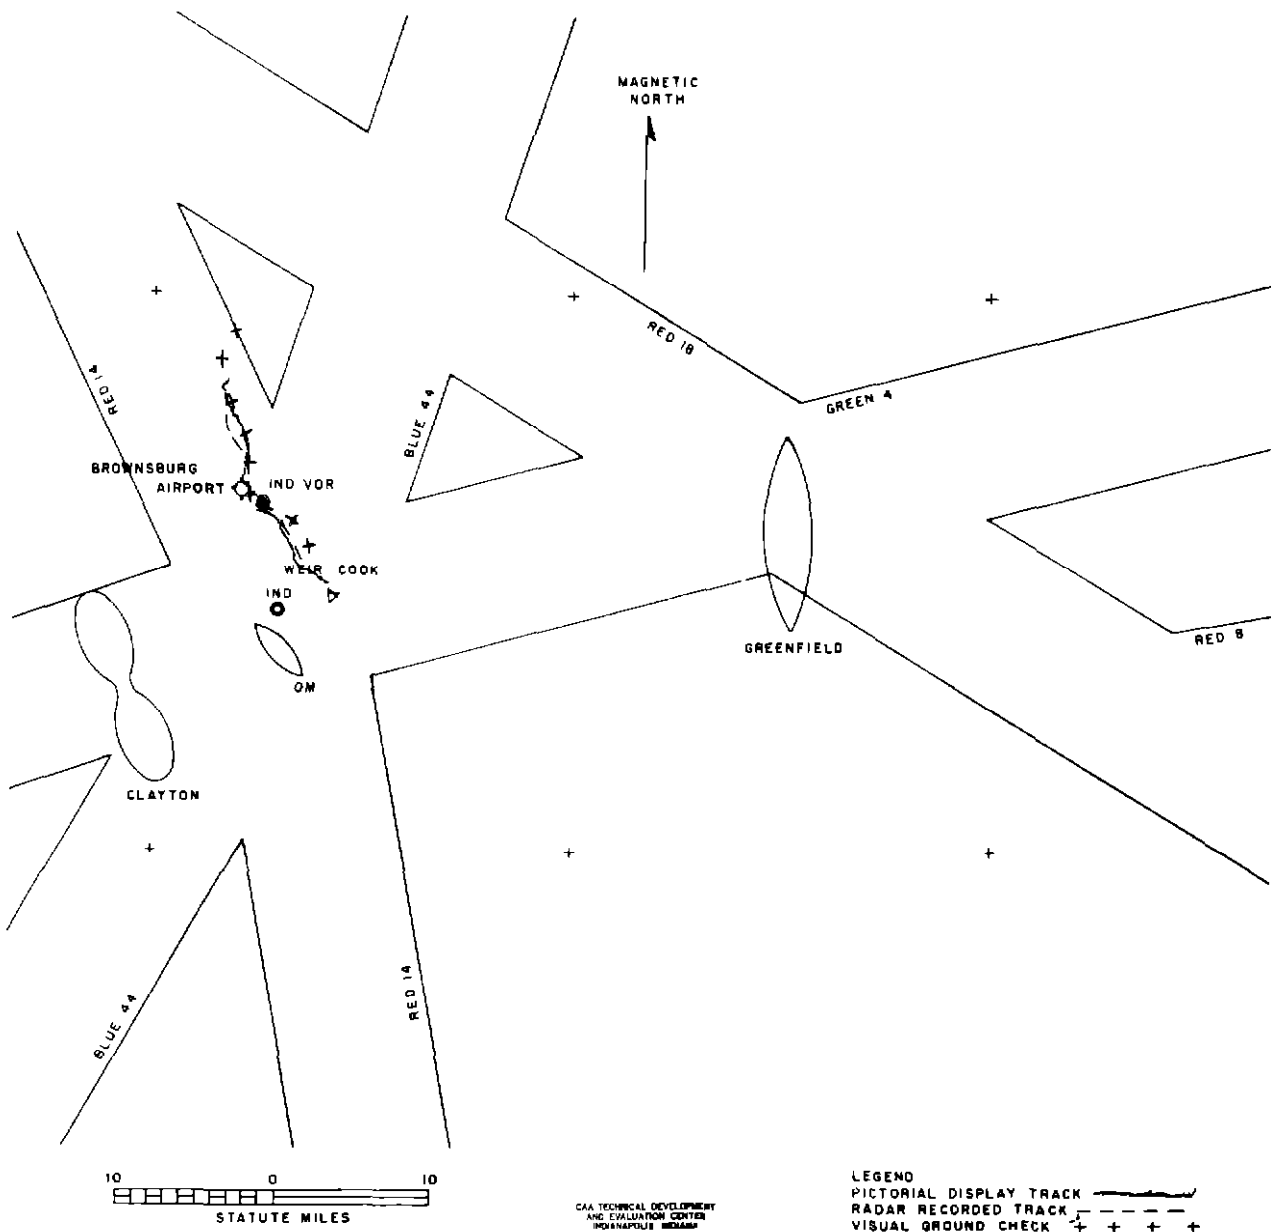 MAGNETIC
NORTH
RED 18
GREEN 4
RED 14
BLUE 44
BROWNSBURG
AIRPORT
IND VOR
WEIR COOK
IND
OM
GREENFIELD
RED 8
CLAYTON
BLUE 44
RED 14
10 0 10
STATUTE MILES
CAA TECHNICAL DEVELOPMENT
AND EVALUATION CENTER
INDIANAPOLIS INDIANA
LEGEND
PICTORIAL DISPLAY TRACK
RADAR RECORDED TRACK
VISUAL GROUND CHECK